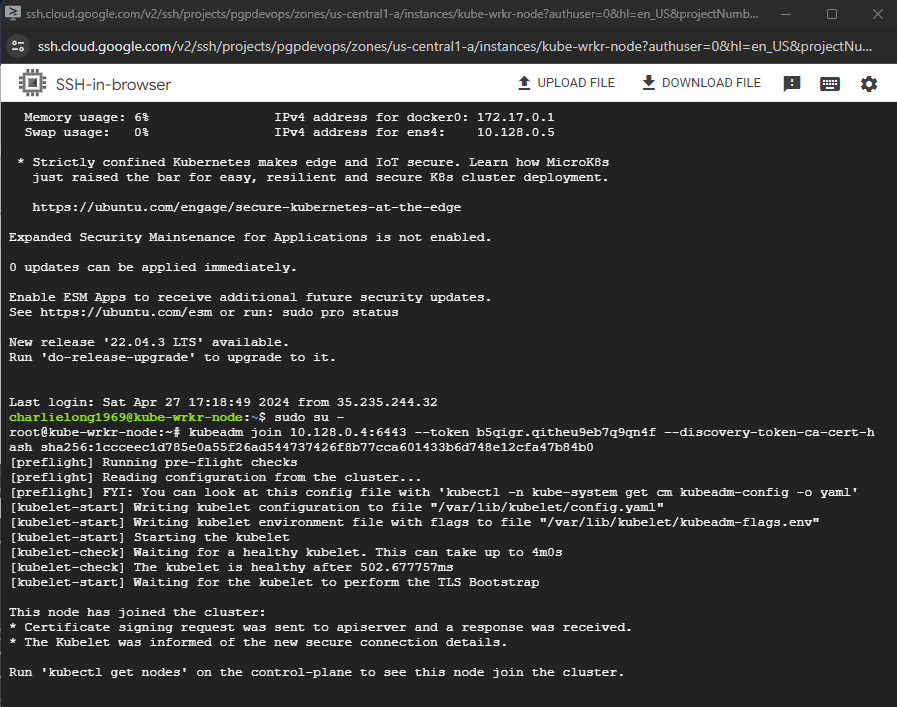 ssh.cloud.google.com/v2/ssh/projects/pgpdevops/zones/us-central1-a/instances/kube-wrkr-node?authuser=0&hl=en_US&projectNumb...
ssh.cloud.google.com/v2/ssh/projects/pgpdevops/zones/us-central1-a/instances/kube-wrkr-node?authuser=0&hl=en_US&projectNu...
SSH-in-browser UPLOAD FILE DOWNLOAD FILE
Memory usage: 6% IPv4 address for docker0: 172.17.0.1
Swap usage: 0% IPv4 address for ens4: 10.128.0.5
* Strictly confined Kubernetes makes edge and IoT secure. Learn how MicroK8s
just raised the bar for easy, resilient and secure K8s cluster deployment.
https://ubuntu.com/engage/secure-kubernetes-at-the-edge
Expanded Security Maintenance for Applications is not enabled.
0 updates can be applied immediately.
Enable ESM Apps to receive additional future security updates.
See https://ubuntu.com/esm or run: sudo pro status
New release '22.04.3 LTS' available.
Run 'do-release-upgrade' to upgrade to it.
Last login: Sat Apr 27 17:18:49 2024 from 35.235.244.32
charlielong1969@kube-wrkr-node:~$ sudo su -
root@kube-wrkr-node:~# kubeadm join 10.128.0.4:6443 --token b5qigr.qitheu9eb7q9qn4f --discovery-token-ca-cert-h
ash sha256:1ccceec1d785e0a55f26ad544737426f8b77cca601433b6d748e12cfa47b84b0
[preflight] Running pre-flight checks
[preflight] Reading configuration from the cluster...
[preflight] FYI: You can look at this config file with 'kubectl -n kube-system get cm kubeadm-config -o yaml'
[kubelet-start] Writing kubelet configuration to file "/var/lib/kubelet/config.yaml"
[kubelet-start] Writing kubelet environment file with flags to file "/var/lib/kubelet/kubeadm-flags.env"
[kubelet-start] Starting the kubelet
[kubelet-check] Waiting for a healthy kubelet. This can take up to 4m0s
[kubelet-check] The kubelet is healthy after 502.677757ms
[kubelet-start] Waiting for the kubelet to perform the TLS Bootstrap
This node has joined the cluster:
* Certificate signing request was sent to apiserver and a response was received.
* The Kubelet was informed of the new secure connection details.
Run 'kubectl get nodes' on the control-plane to see this node join the cluster.